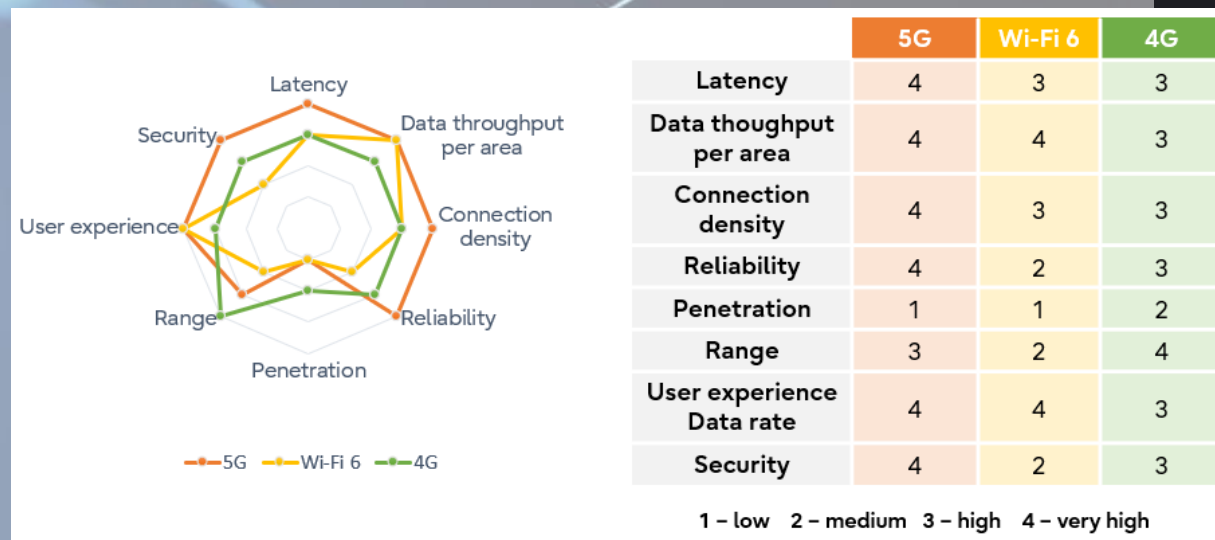 Latency
Data throughput
per area
Security
Connection
density
User experience
Range
Reliability
Penetration
5G Wi-Fi 6 4G
5G Wi-Fi 6 4G
Latency 4 3 3
Data thoughput
per area 4 4 3
Connection
density 4 3 3
Reliability 4 2 3
Penetration 1 1 2
Range 3 2 4
User experience
Data rate 4 4 3
Security 4 2 3
1 – low 2 – medium 3 – high 4 – very high